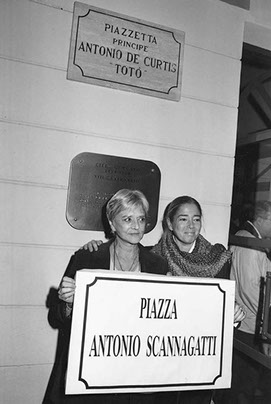 PIAZZETTA
PRINCIPE
ANTONIO DE CURTIS
"TOTÒ"
PIAZZA
ANTONIO SCANNAGATTI